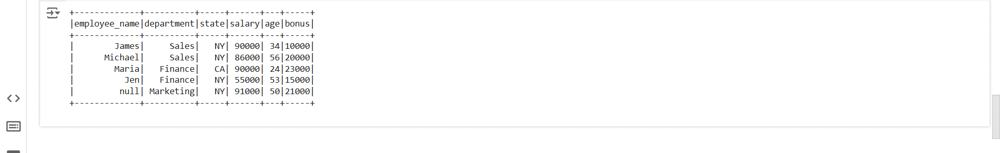 +-------------+----------+-----+------+---+-----+
|employee_name|department|state|salary|age|bonus|
+-------------+----------+-----+------+---+-----+
|        James|     Sales|   NY| 90000| 34|10000|
|      Michael|     Sales|   NY| 86000| 56|20000|
|        Maria|   Finance|   CA| 90000| 24|23000|
|          Jen|   Finance|   NY| 55000| 53|15000|
|         null| Marketing|   NY| 91000| 50|21000|
+-------------+----------+-----+------+---+-----+